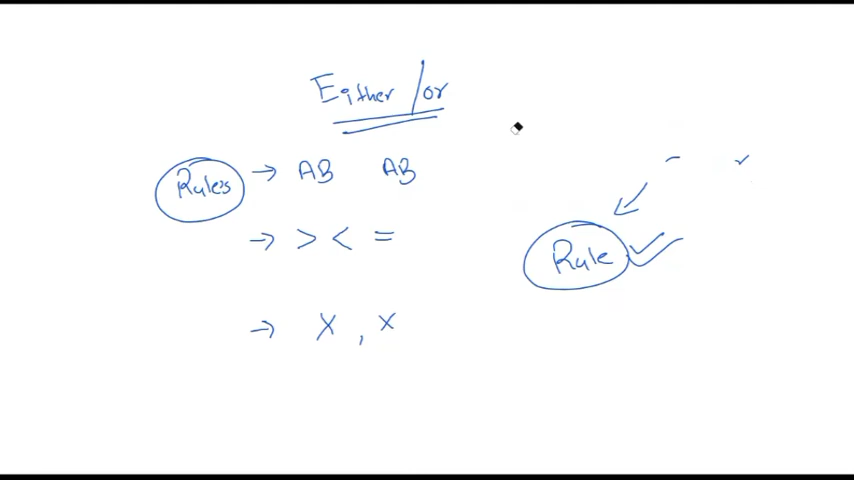 Either / or
Rules → AB AB
→ > < =
Rule
→ X , X